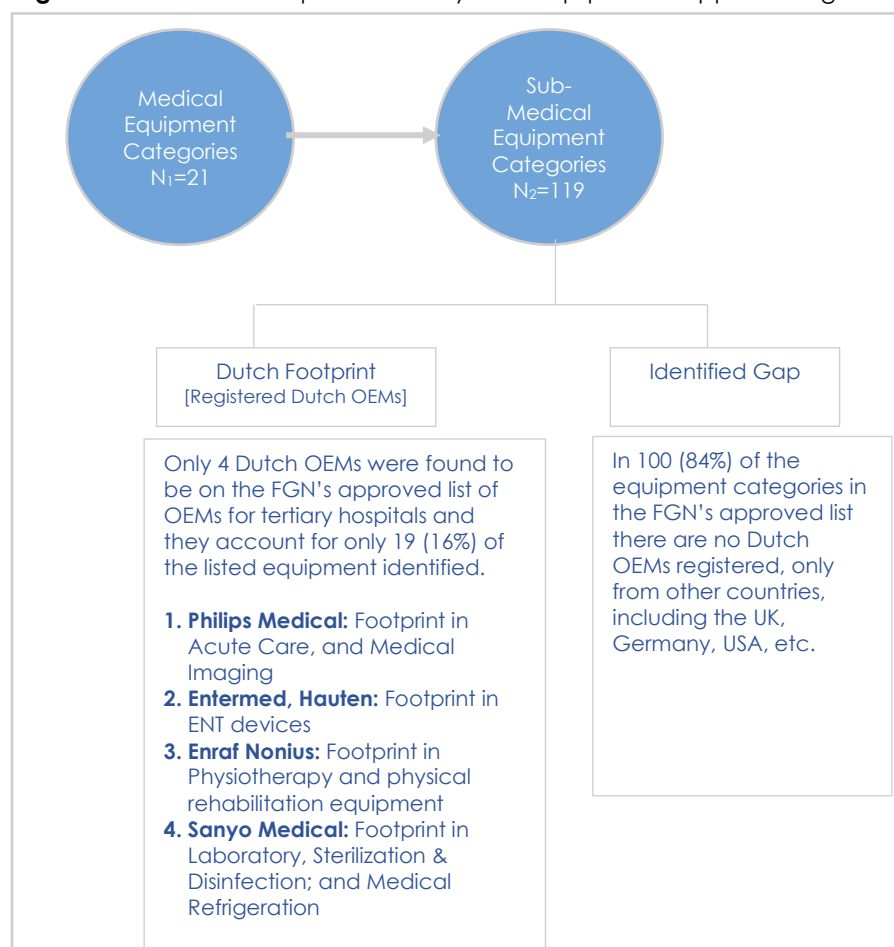 Medical
Equipment
Categories
N₁=21
Sub-
Medical
Equipment
Categories
N₂=119
Dutch Footprint
[Registered Dutch OEMs]
Identified Gap
Only 4 Dutch OEMs were found to
be on the FGN's approved list of
OEMs for tertiary hospitals and
they account for only 19 (16%) of
the listed equipment identified.
1. Philips Medical: Footprint in
Acute Care, and Medical
Imaging
2. Entermed, Hauten: Footprint in
ENT devices
3. Enraf Nonius: Footprint in
Physiotherapy and physical
rehabilitation equipment
4. Sanyo Medical: Footprint in
Laboratory, Sterilization &
Disinfection; and Medical
Refrigeration
In 100 (84%) of the
equipment categories in
the FGN's approved list
there are no Dutch
OEMs registered, only
from other countries,
including the UK,
Germany, USA, etc.